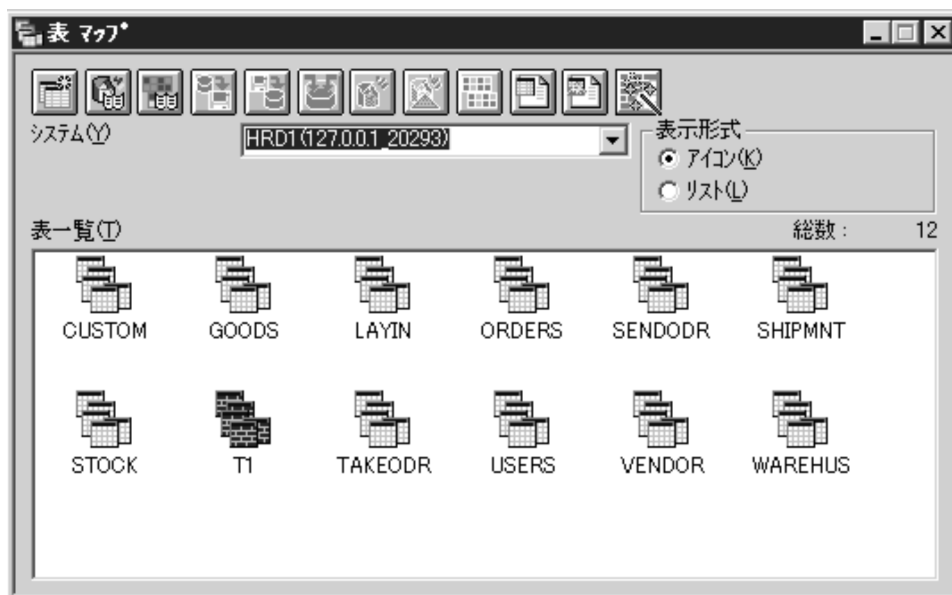 表 マップ
システム(Y)
HRD1(127.0.0.1_20293)
表示形式
アイコン(K)
リスト(L)
表一覧(T)
総数: 12
CUSTOM GOODS LAYIN ORDERS SENDODR SHIPMNT
STOCK T1 TAKEODR USERS VENDOR WAREHUS